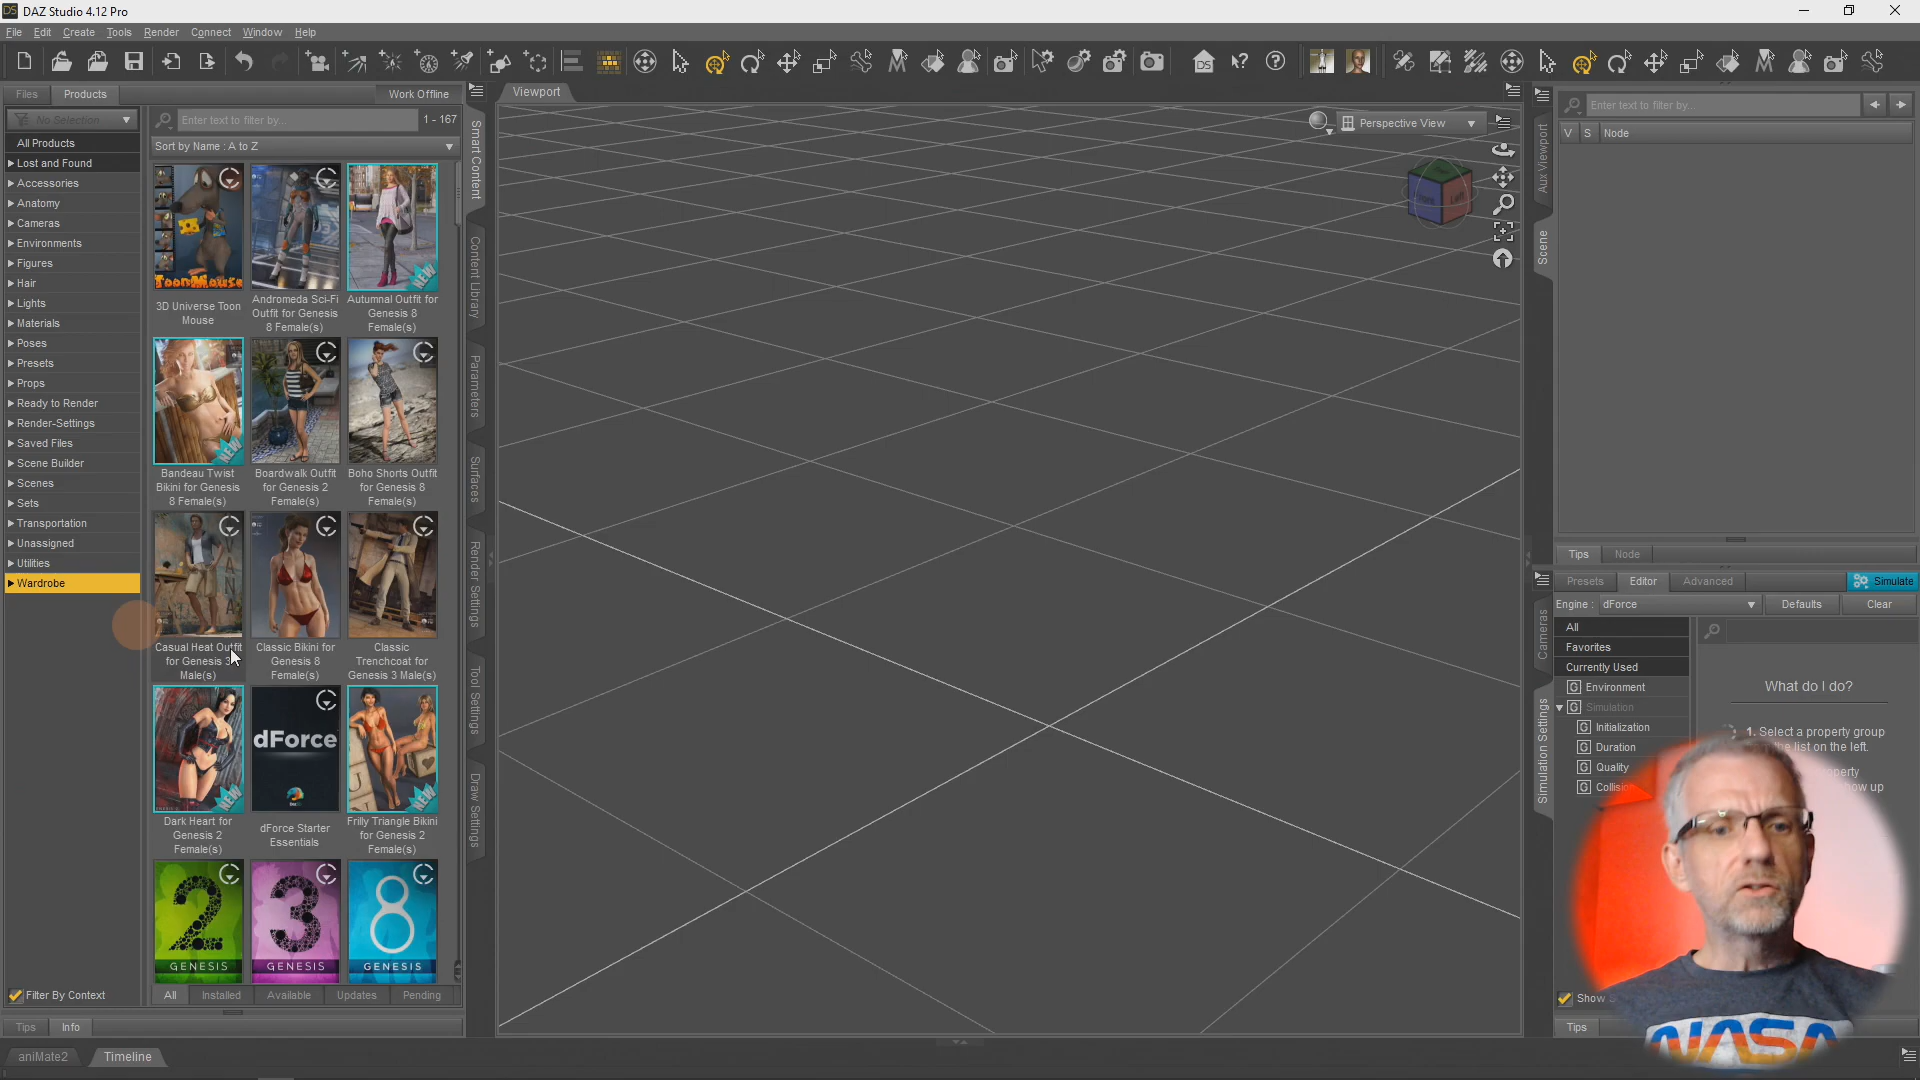 DAZ Studio 4.12 Pro
File Edit Create Tools Render Connect Window Help
Files Products Work Offline
No Selection
Enter text to filter by... 1 - 167
Sort by Name : A to Z
All Products
Lost and Found
Accessories
Anatomy
Cameras
Environments
Figures
Hair
Lights
Materials
Poses
Presets
Props
Ready to Render
Render-Settings
Saved Files
Scene Builder
Scenes
Sets
Transportation
Unassigned
Utilities
Wardrobe
Filter By Context
ToonMouse
3D Universe Toon
Mouse
Andromeda Sci-Fi
Outfit for Genesis
8 Female(s)
NEW
Autumnal Outfit for
Genesis 8
Female(s)
NEW
Bandeau Twist
Bikini for Genesis
8 Female(s)
Boardwalk Outfit
for Genesis 2
Female(s)
Boho Shorts Outfit
for Genesis 8
Female(s)
Casual Heat Outfit
for Genesis 3
Male(s)
Classic Bikini for
Genesis 8
Female(s)
Classic
Trenchcoat for
Genesis 3 Male(s)
NEW
Dark Heart for
Genesis 2
Female(s)
dForce
dForce Starter
Essentials
NEW
Frilly Triangle Bikini
for Genesis 2
Female(s)
2
GENESIS
3
GENESIS
8
GENESIS
All Installed Available Updates Pending
Tips Info
aniMate2 Timeline
Smart Content
Content Library
Parameters
Surfaces
Render Settings
Tool Settings
Draw Settings
Viewport
Perspective View
Left
Aux Viewport
Scene
Enter text to filter by...
V S Node
Tips Node
Cameras
Simulation Settings
Presets Editor Advanced Simulate
Engine : dForce Defaults Clear
All
Favorites
Currently Used
Environment
Simulation
Initialization
Duration
Quality
What do I do?
1. Select a property group
the list on the left.
Show
Tips
NASA